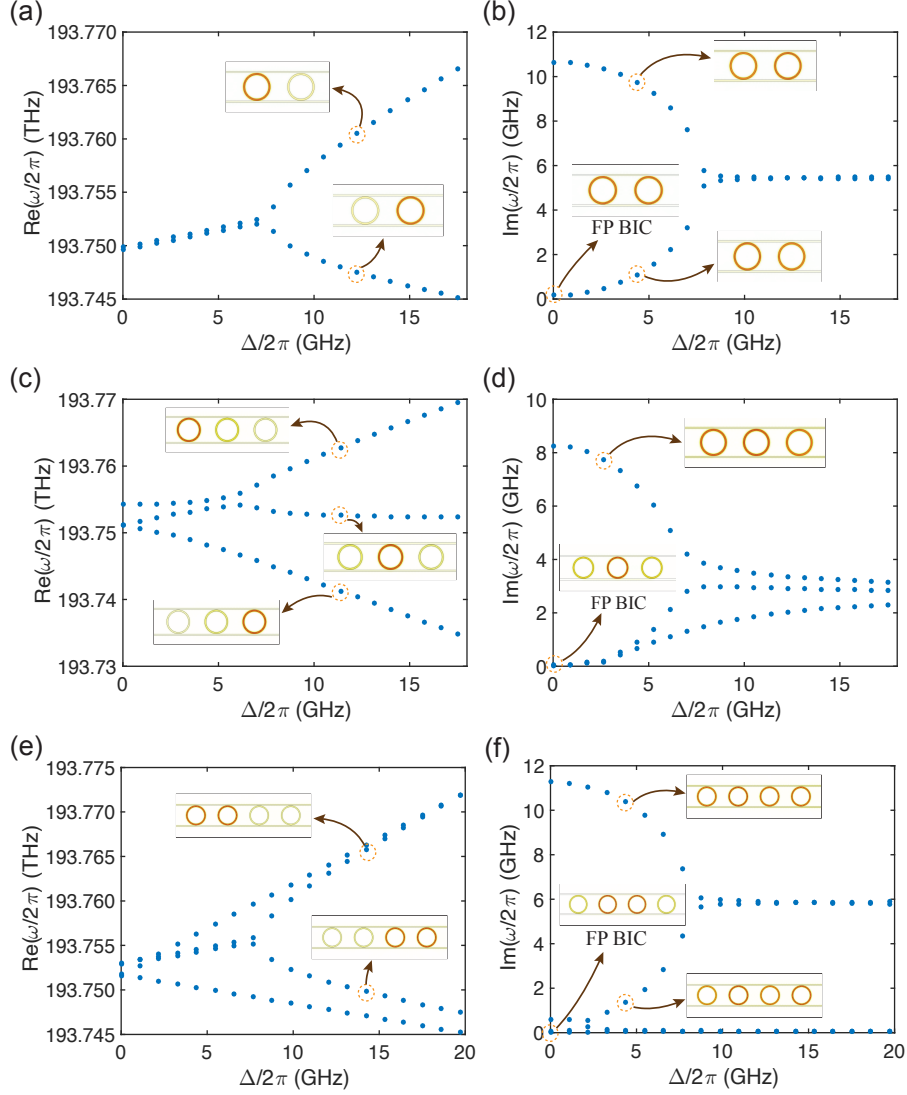 (a)
193.770
193.765
193.760
193.755
193.750
193.745
Re(ω/2π) (THz)
0 5 10 15
Δ/2π (GHz)
(b)
12
10
8
6
4
2
0
Im(ω/2π) (GHz)
FP BIC
0 5 10 15
Δ/2π (GHz)
(c)
193.77
193.76
193.75
193.74
193.73
Re(ω/2π) (THz)
0 5 10 15
Δ/2π (GHz)
(d)
10
8
6
4
2
0
Im(ω/2π) (GHz)
FP BIC
0 5 10 15
Δ/2π (GHz)
(e)
193.775
193.770
193.765
193.760
193.755
193.750
193.745
Re(ω/2π) (THz)
0 5 10 15 20
Δ/2π (GHz)
(f)
12
10
8
6
4
2
0
Im(ω/2π) (GHz)
FP BIC
0 5 10 15 20
Δ/2π (GHz)